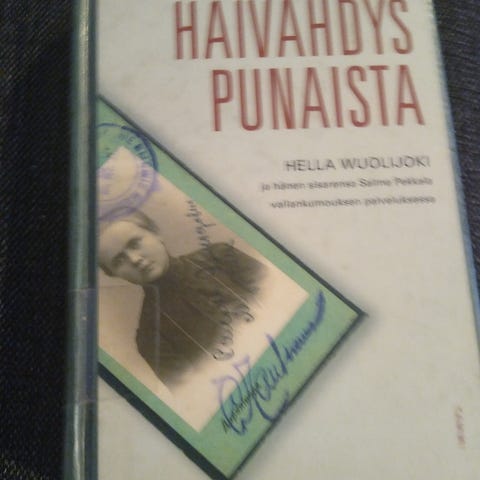 HÄIVÄHDYS
PUNAISTA
HELLA WUOLIJOKI
ja hänen sisarensa Salme Pekkala
vallankumouksen palveluksessa